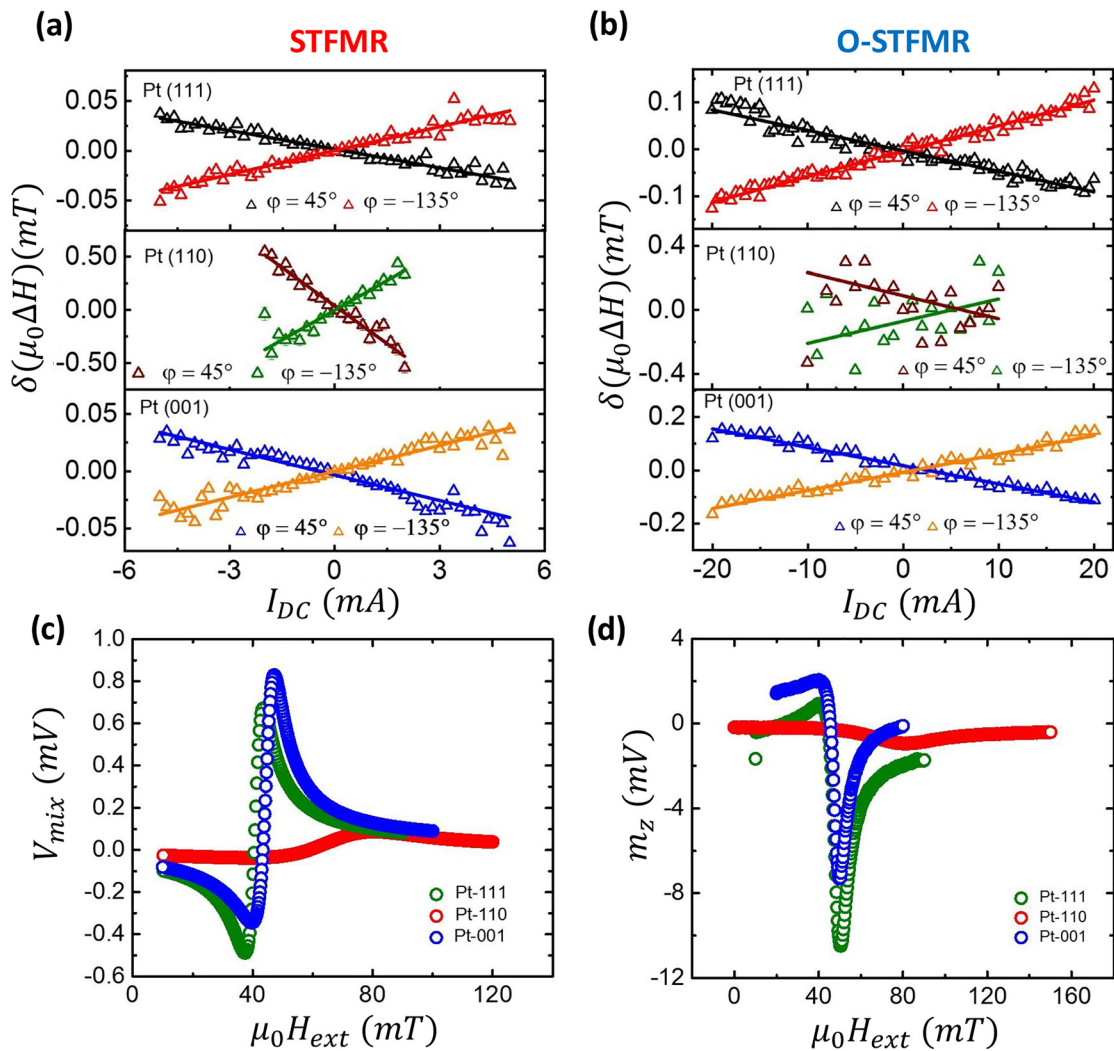 (a)
STFMR
(b)
O-STFMR
Pt (111)
0.05
0.00
-0.05
φ = 45° φ = −135°
Pt (110)
0.50
0.00
-0.50
φ = 45° φ = −135°
Pt (001)
0.05
0.00
-0.05
φ = 45° φ = −135°
-6 -3 0 3 6
δ(μ₀ΔH)(mT)
I_DC (mA)
Pt (111)
0.1
0.0
-0.1
φ = 45° φ = −135°
Pt (110)
0.4
0.0
-0.4
φ = 45° φ = −135°
Pt (001)
0.2
0.0
-0.2
φ = 45° φ = −135°
-20 -10 0 10 20
δ(μ₀ΔH)(mT)
I_DC (mA)
(c)
1.0
0.8
0.6
0.4
0.2
0.0
-0.2
-0.4
-0.6
V_mix (mV)
Pt-111
Pt-110
Pt-001
0 40 80 120
μ₀H_ext (mT)
(d)
4
0
-4
-8
-12
m_z (mV)
Pt-111
Pt-110
Pt-001
0 40 80 120 160
μ₀H_ext (mT)